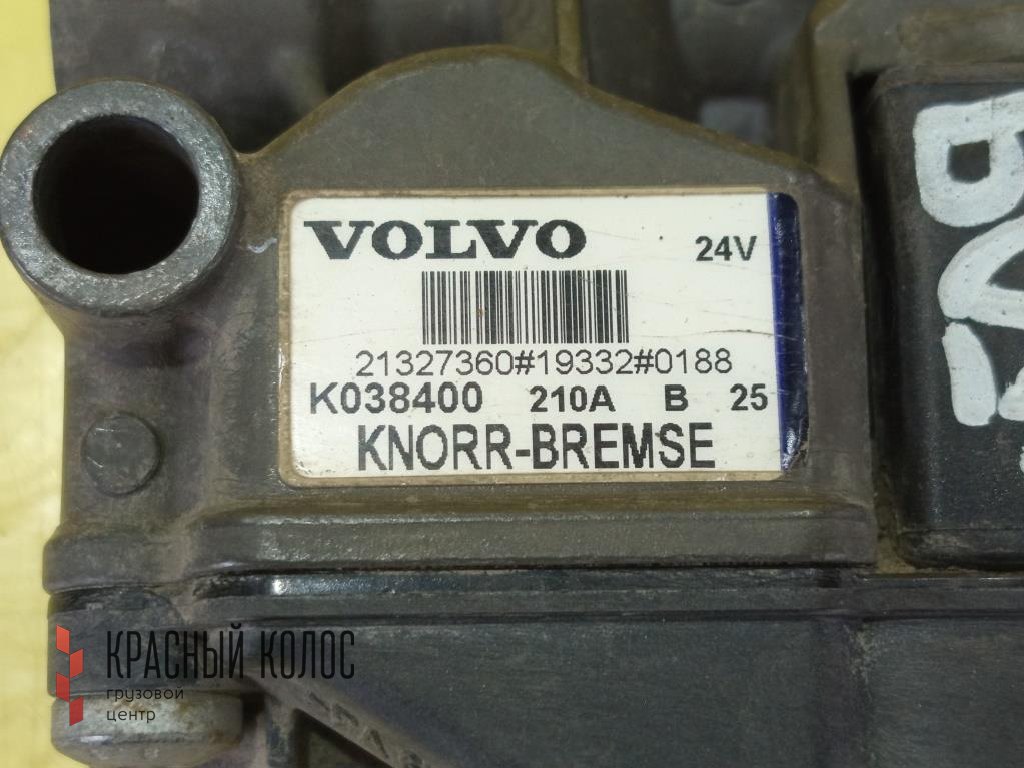 VOLVO 24V
21327360#19332#0188
K038400 210A B 25
KNORR-BREMSE
КРАСНЫЙ КОЛОС
грузовой
центр